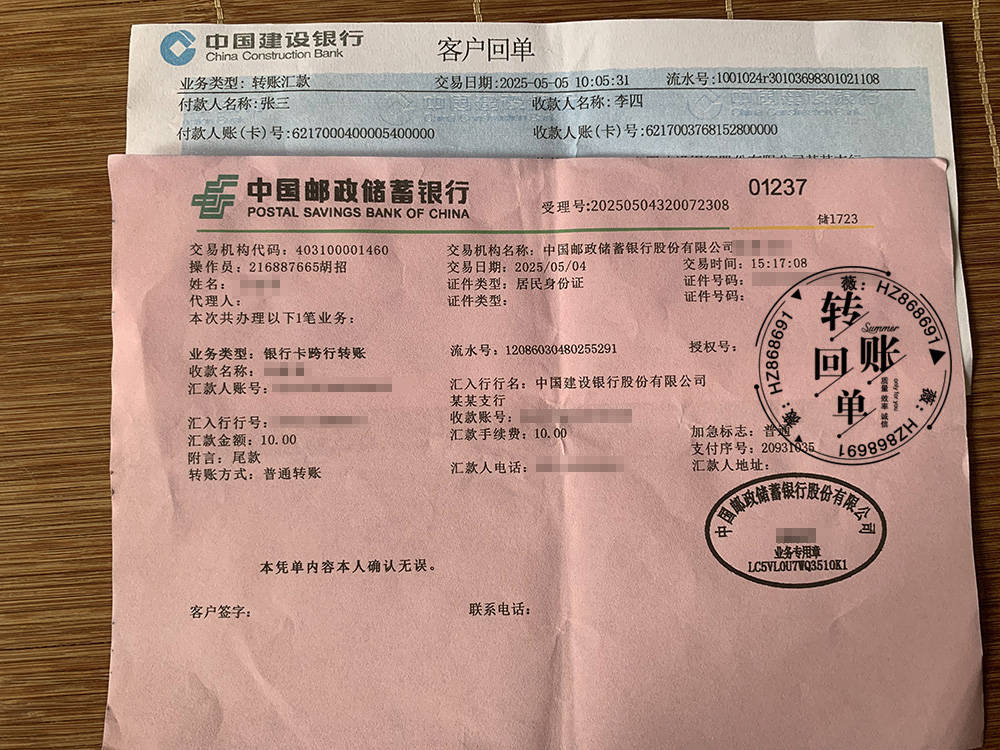 中国建设银行
China Construction Bank
客户回单
业务类型: 转账汇款 交易日期:2025-05-05 10:05:31 流水号:1001024r30103698301021108
付款人名称:张三 收款人名称:李四
付款人账(卡)号:6217000400005400000 收款人账(卡)号:6217003768152800000
中国邮政储蓄银行
POSTAL SAVINGS BANK OF CHINA
受理号:20250504320072308
01237
储1723
交易机构代码: 403100001460 交易机构名称: 中国邮政储蓄银行股份有限公司
操作员: 216887665胡招 交易日期: 2025/05/04 交易时间: 15:17:08
姓名: 证件类型: 居民身份证 证件号码:
代理人: 证件类型: 证件号码:
本次共办理以下1笔业务:
业务类型: 银行卡跨行转账 流水号: 12086030480255291 授权号:
收款名称:
汇款人账号: 汇入行行名: 中国建设银行股份有限公司
某某支行
汇入行行号: 收款账号:
汇款金额: 10.00 汇款手续费: 10.00 加急标志: 普通
附言: 尾款 支付序号: 20931035
转账方式: 普通转账 汇款人电话: 汇款人地址:
薇: HZ868691
薇: HZ868691
薇: HZ868691
转账
回单
Summer
only for you
质量 效率 诚信
中国邮政储蓄银行股份有限公司
业务专用章
LC5VL0U7WQ3510K1
本凭单内容本人确认无误。
客户签字: 联系电话: